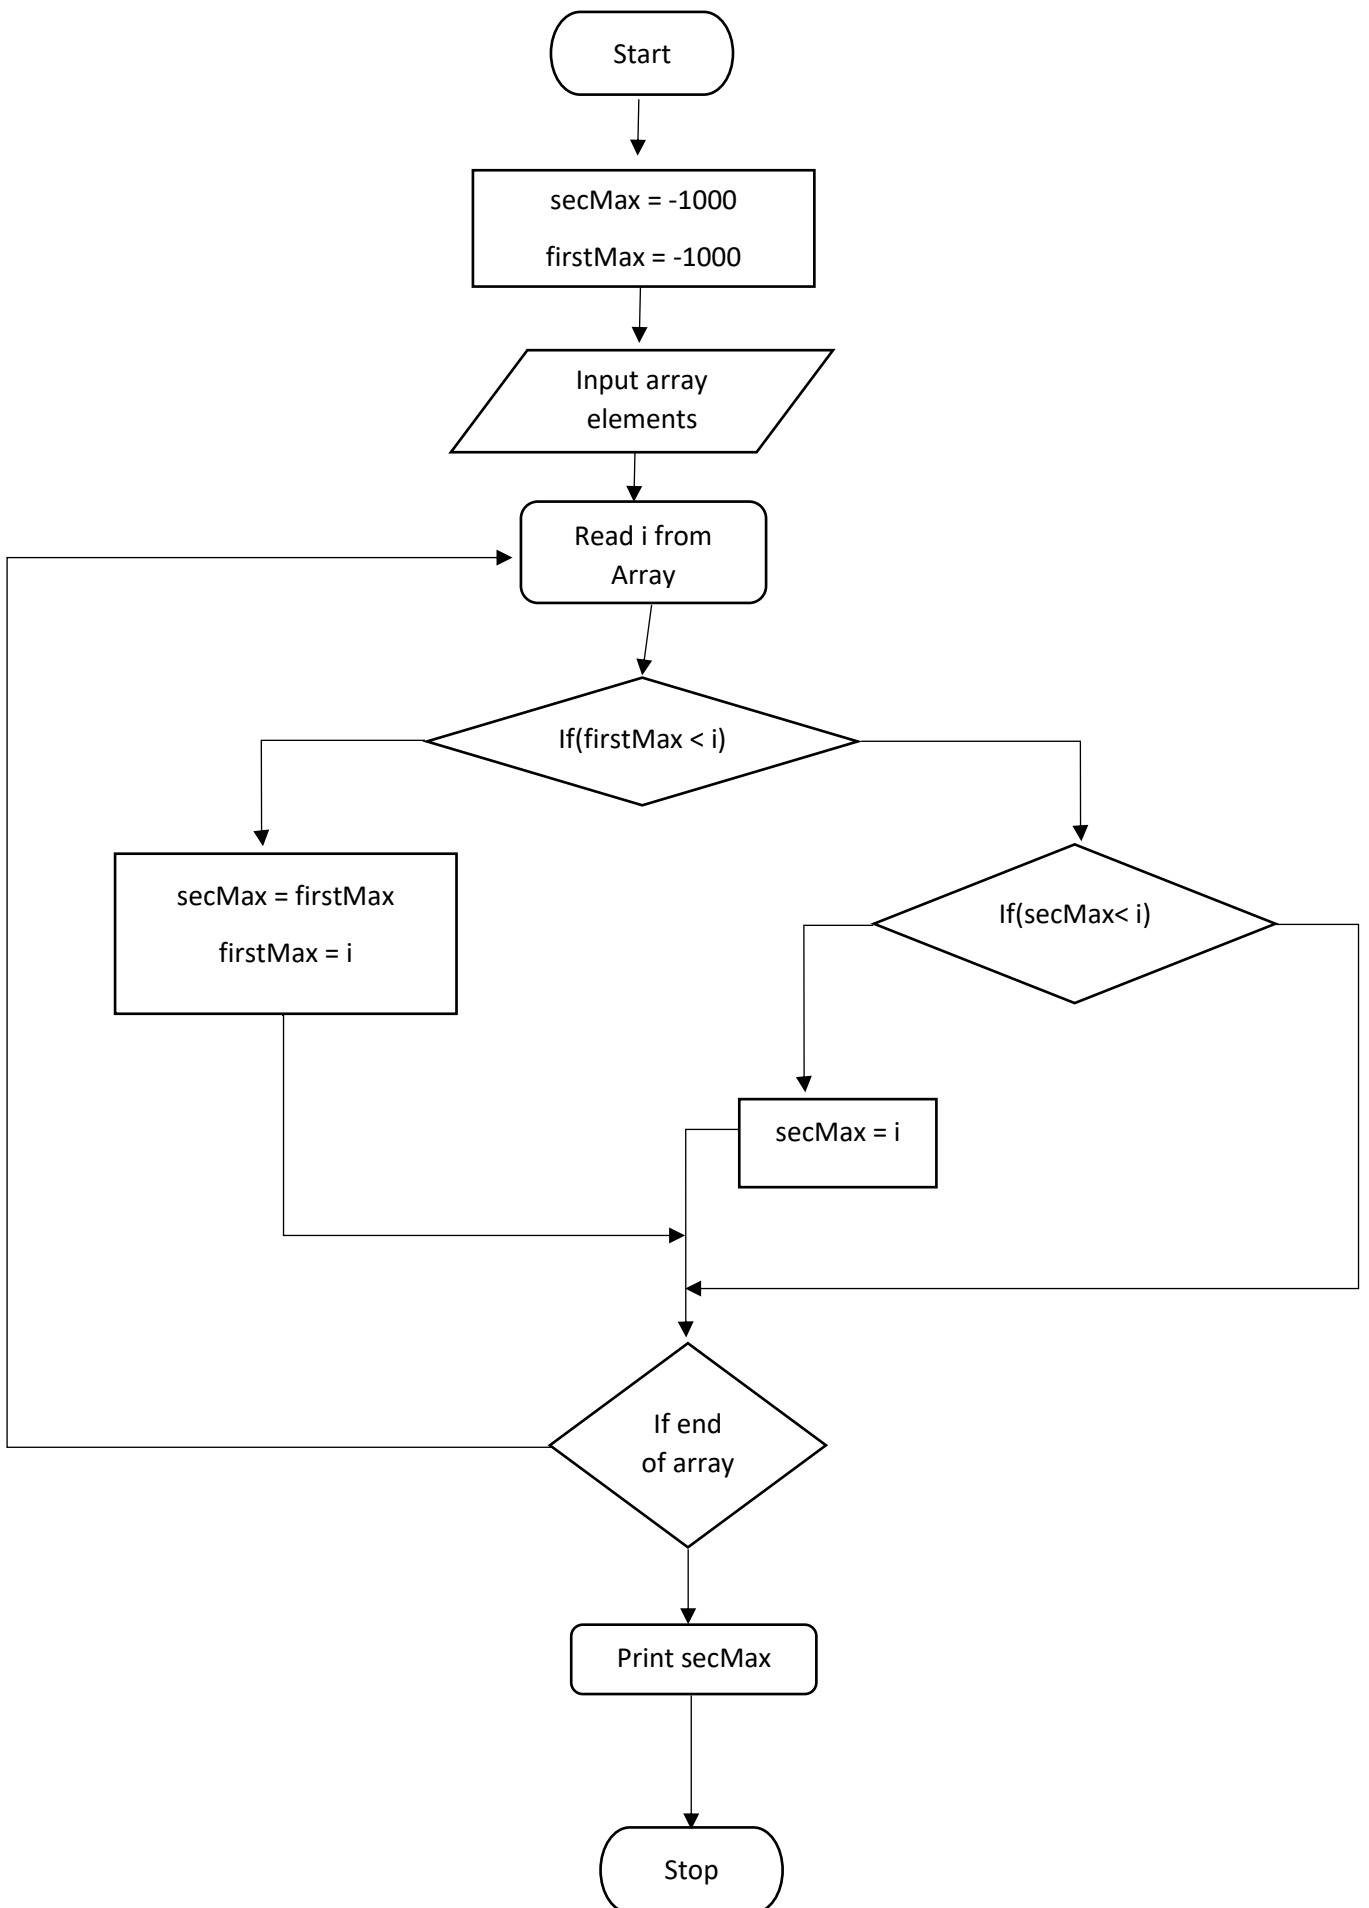 Start
secMax = -1000
firstMax = -1000
Input array
elements
Read i from
Array
If(firstMax < i)
secMax = firstMax
firstMax = i
If(secMax< i)
secMax = i
If end
of array
Print secMax
Stop